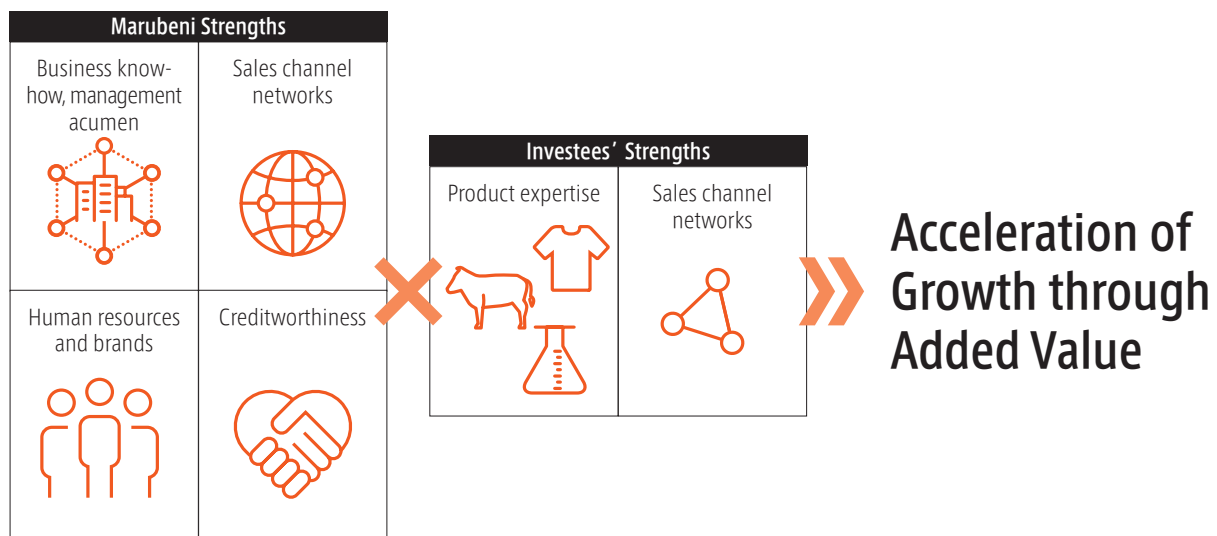 Marubeni Strengths
Business know-
how, management
acumen
Sales channel
networks
Human resources
and brands
Creditworthiness
Investees’ Strengths
Product expertise
Sales channel
networks
Acceleration of
Growth through
Added Value